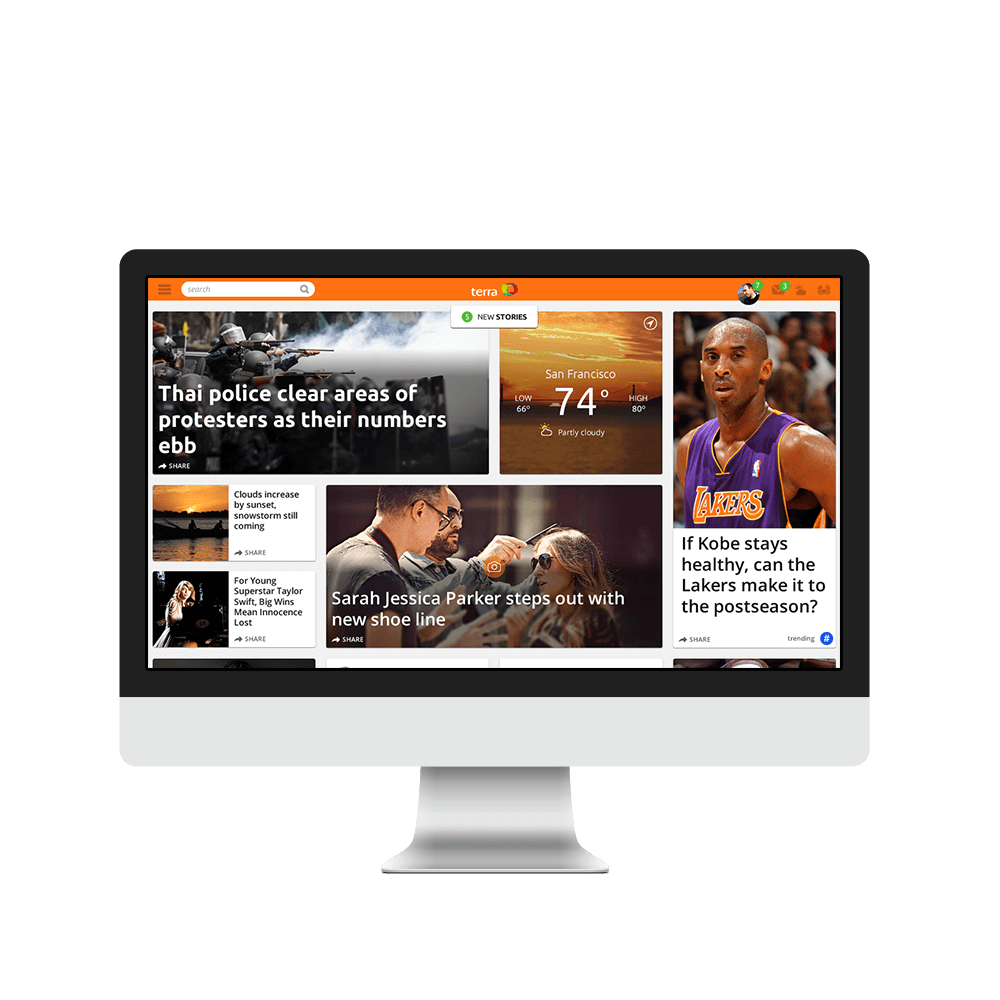 search
terra
7
3
5 NEW STORIES
Thai police clear areas of
protesters as their numbers
ebb
SHARE
San Francisco
LOW
66°
74°
HIGH
80°
Partly cloudy
LAKERS
If Kobe stays
healthy, can the
Lakers make it to
the postseason?
SHARE
trending #
Clouds increase
by sunset,
snowstorm still
coming
SHARE
Sarah Jessica Parker steps out with
new shoe line
SHARE
For Young
Superstar Taylor
Swift, Big Wins
Mean Innocence
Lost
SHARE